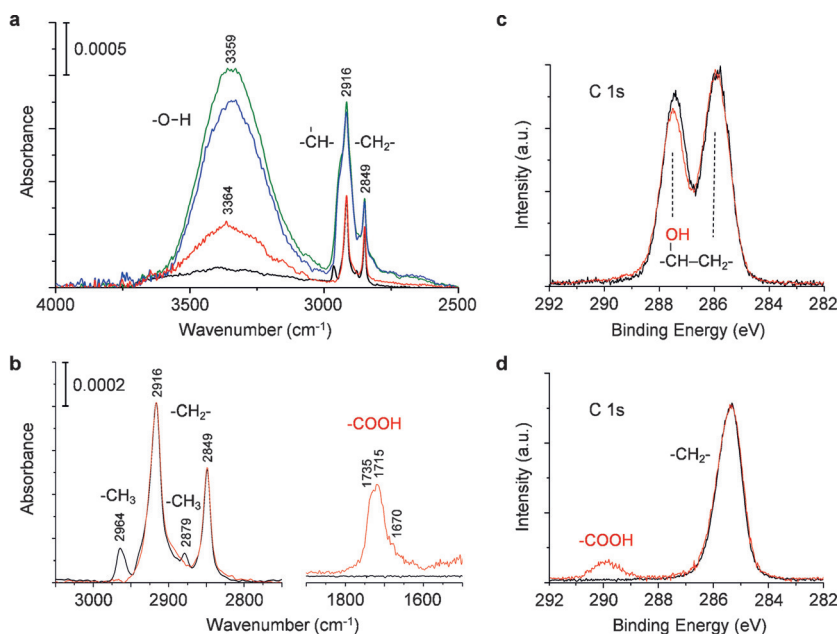 a
0.0005
3359
-O-H
3364
2916
-CH-
-CH₂-
2849
Absorbance
4000
3500
3000
2500
Wavenumber (cm⁻¹)
b
0.0002
2916
-CH₂-
2849
-CH₃
2964
-CH₃
2879
-COOH
1735
1715
1670
Absorbance
3000
2900
2800
1800
1600
Wavenumber (cm⁻¹)
c
C 1s
OH
-CH-CH₂-
Intensity (a.u.)
292
290
288
286
284
282
Binding Energy (eV)
d
C 1s
-CH₂-
-COOH
Intensity (a.u.)
292
290
288
286
284
282
Binding Energy (eV)